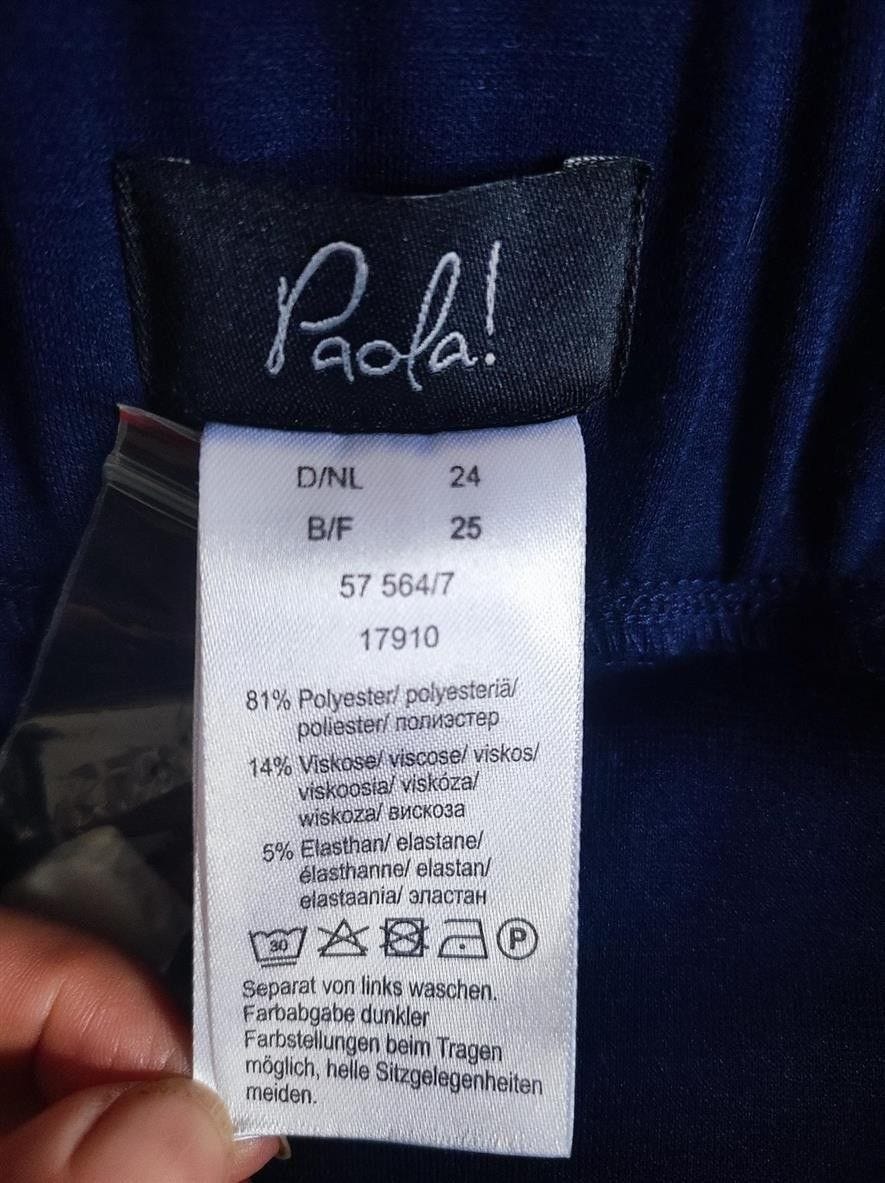 Paola!
D/NL 24
B/F 25
57 564/7
17910
81% Polyester/ polyesteriä/
poliester/ полиэстер
14% Viskose/ viscose/ viskos/
viskoosia/ viskóza/
wiskoza/ вискоза
5% Elasthan/ elastane/
élasthanne/ elastan/
elastaania/ эластан
30 P
Separat von links waschen.
Farbabgabe dunkler
Farbstellungen beim Tragen
möglich, helle Sitzgelegenheiten
meiden.